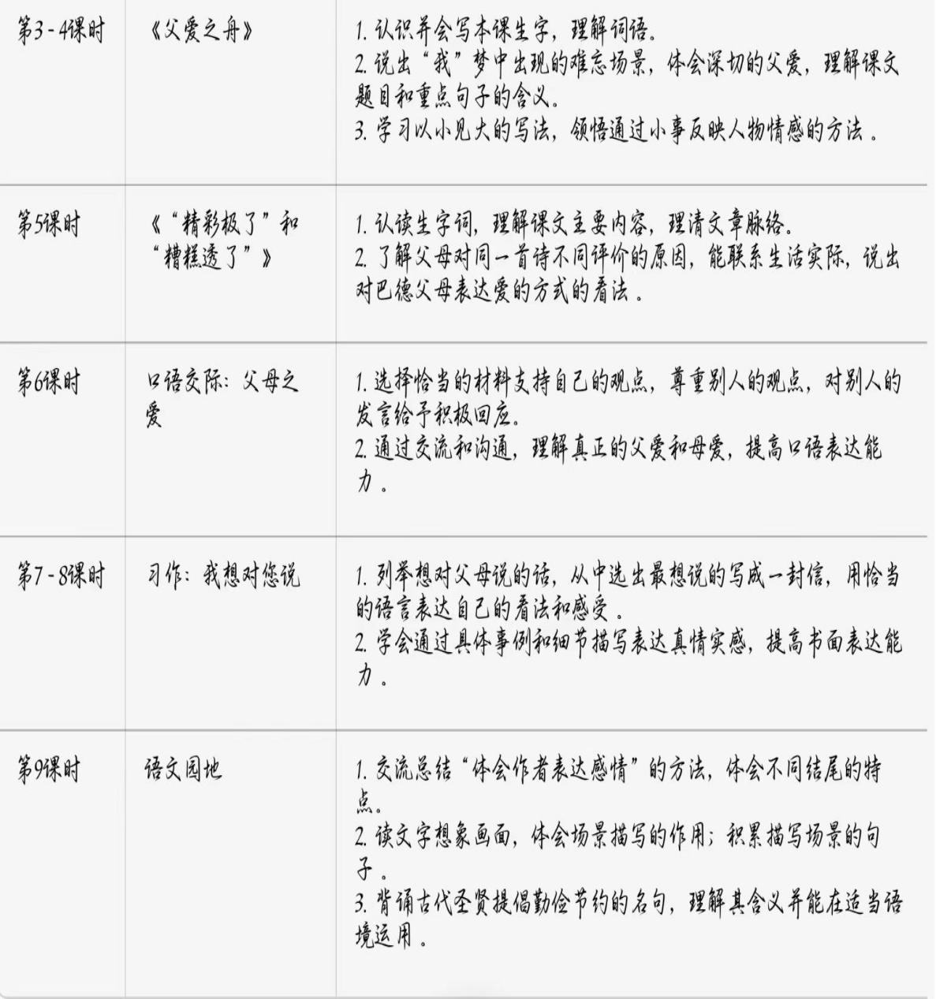 第3-4课时
《父爱之舟》
1. 认识并会写本课生字，理解词语。
2. 说出“我”梦中出现的难忘场景，体会深切的父爱，理解课文
题目和重点句子的含义。
3. 学习以小见大的写法，领悟通过小事反映人物情感的方法。
第5课时
《“精彩极了”和
“糟糕透了”》
1. 认读生字词，理解课文主要内容，理清文章脉络。
2. 了解父母对同一首诗不同评价的原因，能联系生活实际，说出
对巴德父母表达爱的方式的看法。
第6课时
口语交际：父母之
爱
1. 选择恰当的材料支持自己的观点，尊重别人的观点，对别人的
发言给予积极回应。
2. 通过交流和沟通，理解真正的父爱和母爱，提高口语表达能
力。
第7-8课时
习作：我想对您说
1. 列举想对父母说的话，从中选出最想说的写成一封信，用恰当
的语言表达自己的看法和感受。
2. 学会通过具体事例和细节描写表达真情实感，提高书面表达能
力。
第9课时
语文园地
1. 交流总结“体会作者表达感情”的方法，体会不同结尾的特
点。
2. 读文字想象画面，体会场景描写的作用；积累描写场景的句
子。
3. 背诵古代圣贤提倡勤俭节约的名句，理解其含义并能在适当语
境运用。